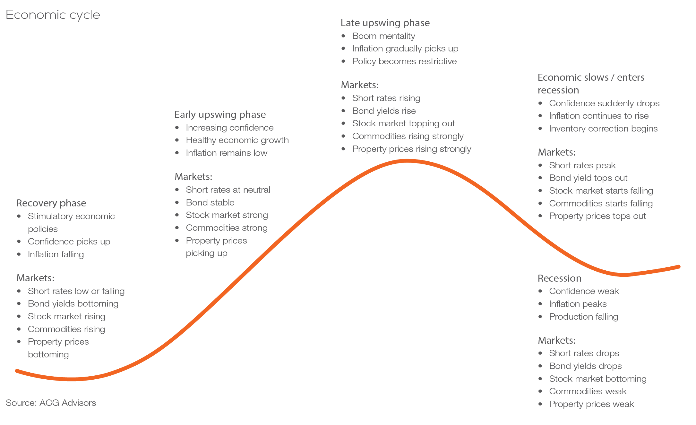 Economic cycle
Recovery phase
• Stimulatory economic
policies
• Confidence picks up
• Inflation falling
Markets:
• Short rates low or falling
• Bond yields bottoming
• Stock market rising
• Commodities rising
• Property prices
bottoming
Early upswing phase
• Increasing confidence
• Healthy economic growth
• Inflation remains low
Markets:
• Short rates at neutral
• Bond stable
• Stock market strong
• Commodities strong
• Property prices
picking up
Late upswing phase
• Boom mentality
• Inflation gradually picks up
• Policy becomes restrictive
Markets:
• Short rates rising
• Bond yields rise
• Stock market topping out
• Commodities rising strongly
• Property prices rising strongly
Economic slows / enters
recession
• Confidence suddenly drops
• Inflation continues to rise
• Inventory correction begins
Markets:
• Short rates peak
• Bond yield tops out
• Stock market starts falling
• Commodities starts falling
• Property prices tops out
Recession
• Confidence weak
• Inflation peaks
• Production falling
Markets:
• Short rates drops
• Bond yields drops
• Stock market bottoming
• Commodities weak
• Property prices weak
Source: ACG Advisors